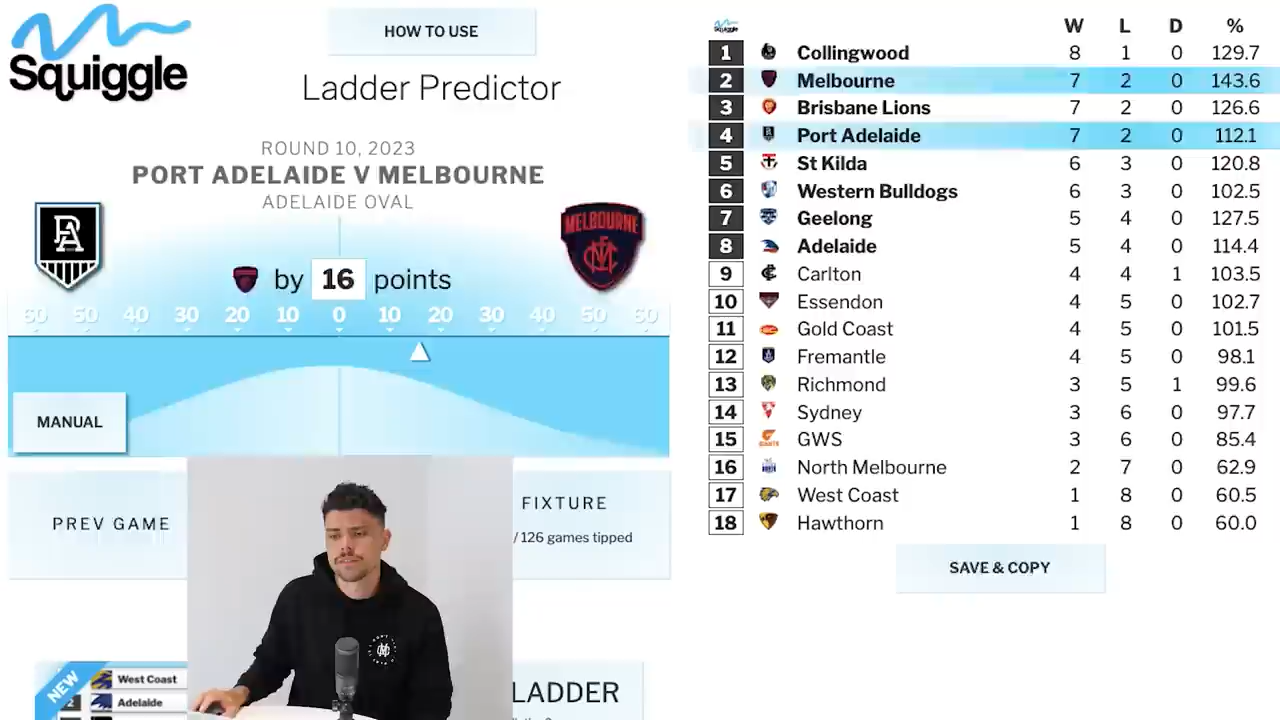 Squiggle
HOW TO USE
Ladder Predictor
ROUND 10, 2023
PORT ADELAIDE V MELBOURNE
ADELAIDE OVAL
MELBOURNE
by 16 points
60 50 40 30 20 10 0 10 20 30 40 50 60
MANUAL
PREV GAME
FIXTURE
/ 126 games tipped
NEW
West Coast
Adelaide
LADDER
Squiggle W L D %
1 Collingwood 8 1 0 129.7
2 Melbourne 7 2 0 143.6
3 Brisbane Lions 7 2 0 126.6
4 Port Adelaide 7 2 0 112.1
5 St Kilda 6 3 0 120.8
6 Western Bulldogs 6 3 0 102.5
7 Geelong 5 4 0 127.5
8 Adelaide 5 4 0 114.4
9 Carlton 4 4 1 103.5
10 Essendon 4 5 0 102.7
11 Gold Coast 4 5 0 101.5
12 Fremantle 4 5 0 98.1
13 Richmond 3 5 1 99.6
14 Sydney 3 6 0 97.7
15 GWS 3 6 0 85.4
16 North Melbourne 2 7 0 62.9
17 West Coast 1 8 0 60.5
18 Hawthorn 1 8 0 60.0
SAVE & COPY